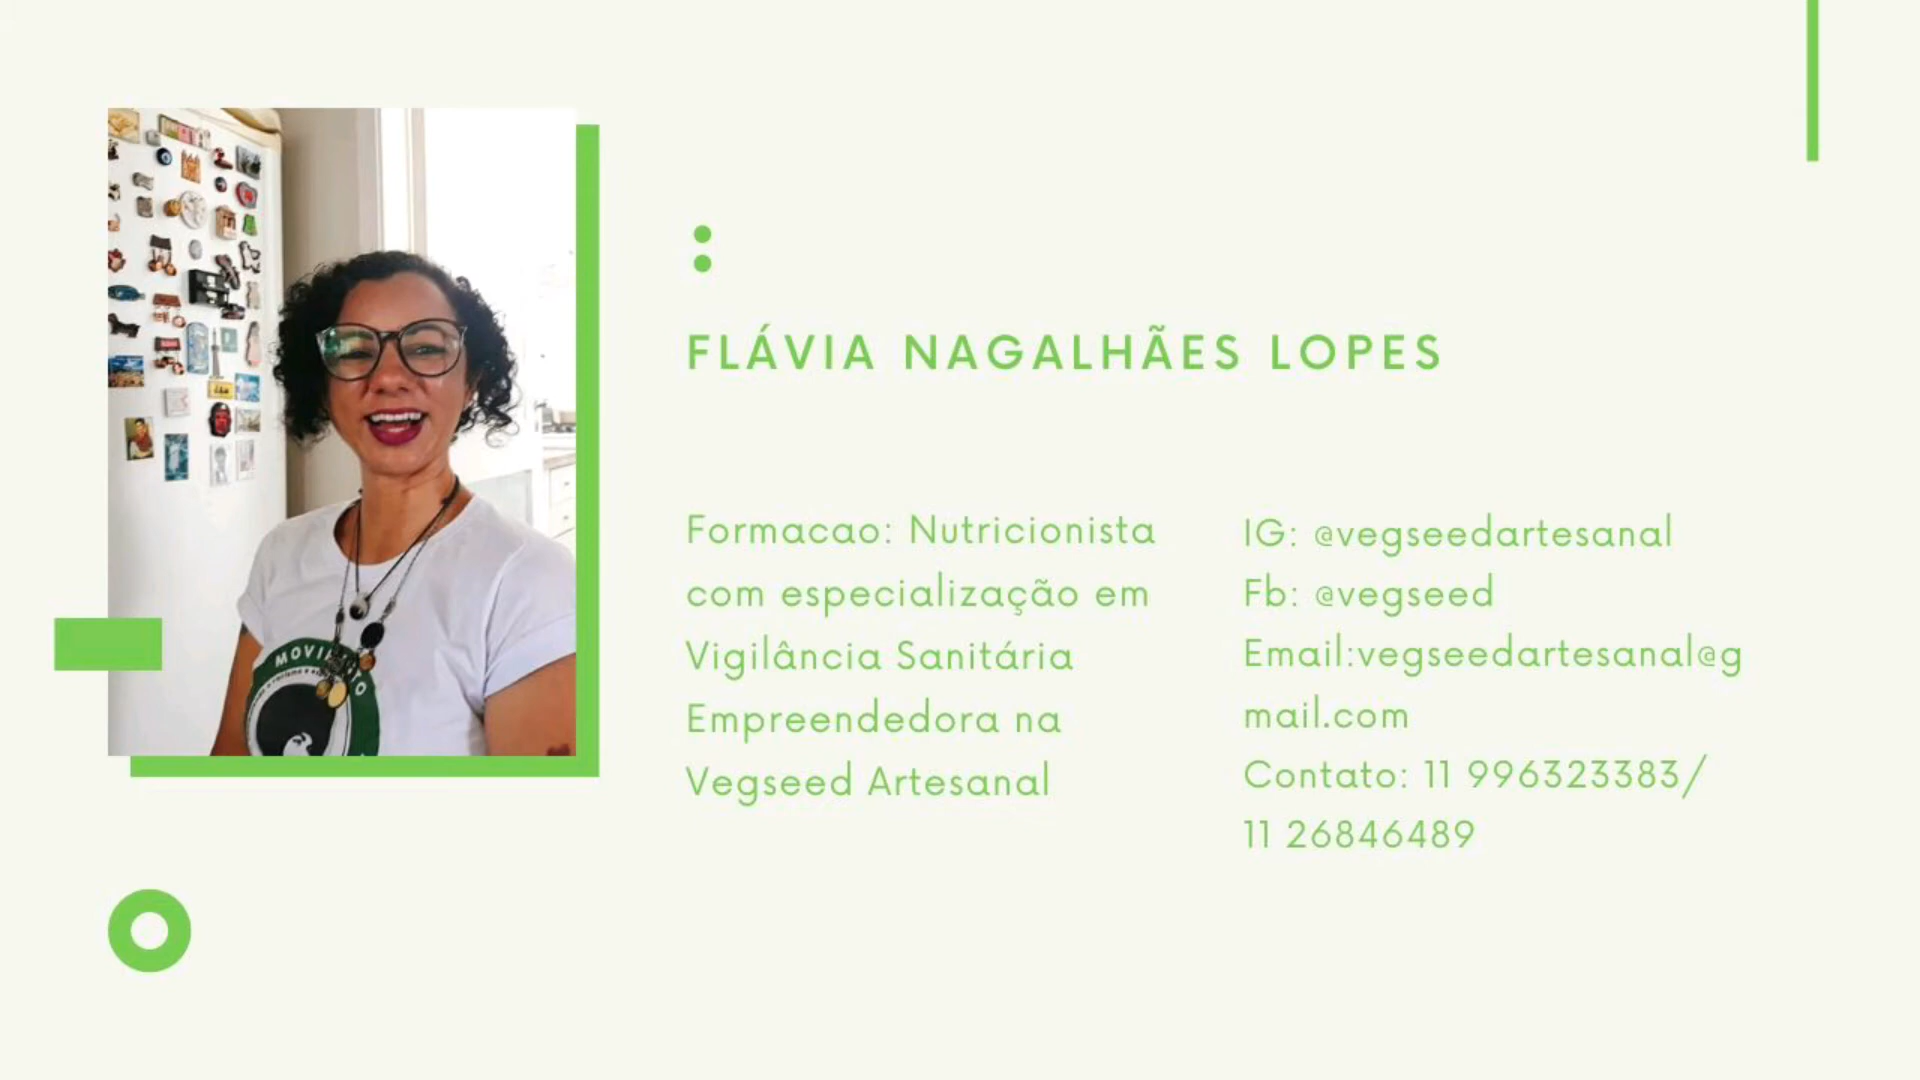 FLÁVIA NAGALHÃES LOPES
Formacao: Nutricionista
com especialização em
Vigilância Sanitária
Empreendedora na
Vegseed Artesanal
IG: @vegseedartesanal
Fb: @vegseed
Email:vegseedartesanal@g
mail.com
Contato: 11 996323383/
11 26846489